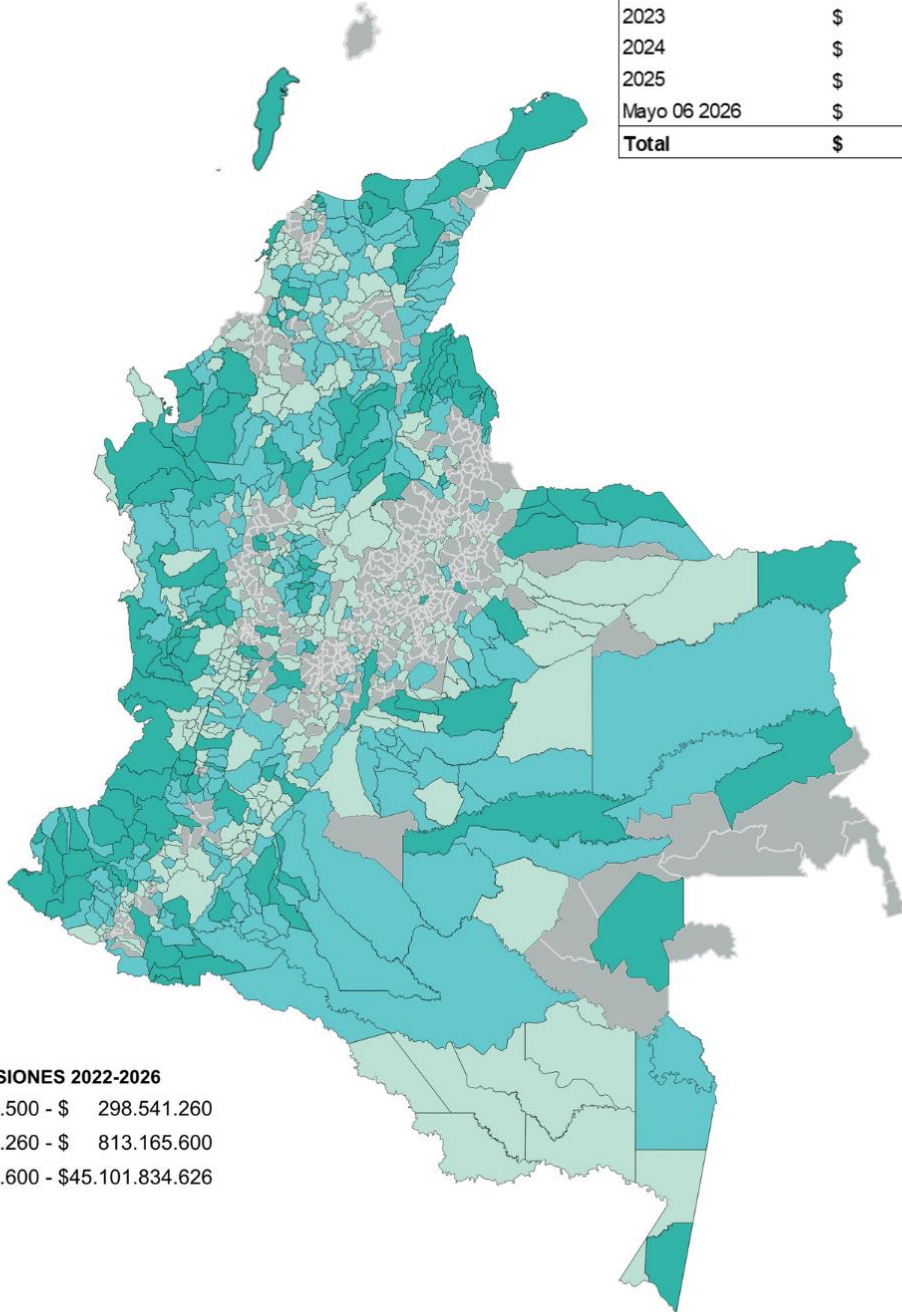 2023 $
2024 $
2025 $
Mayo 06 2026 $
Total $
SIONES 2022-2026
.500 - $ 298.541.260
.260 - $ 813.165.600
.600 - $45.101.834.626